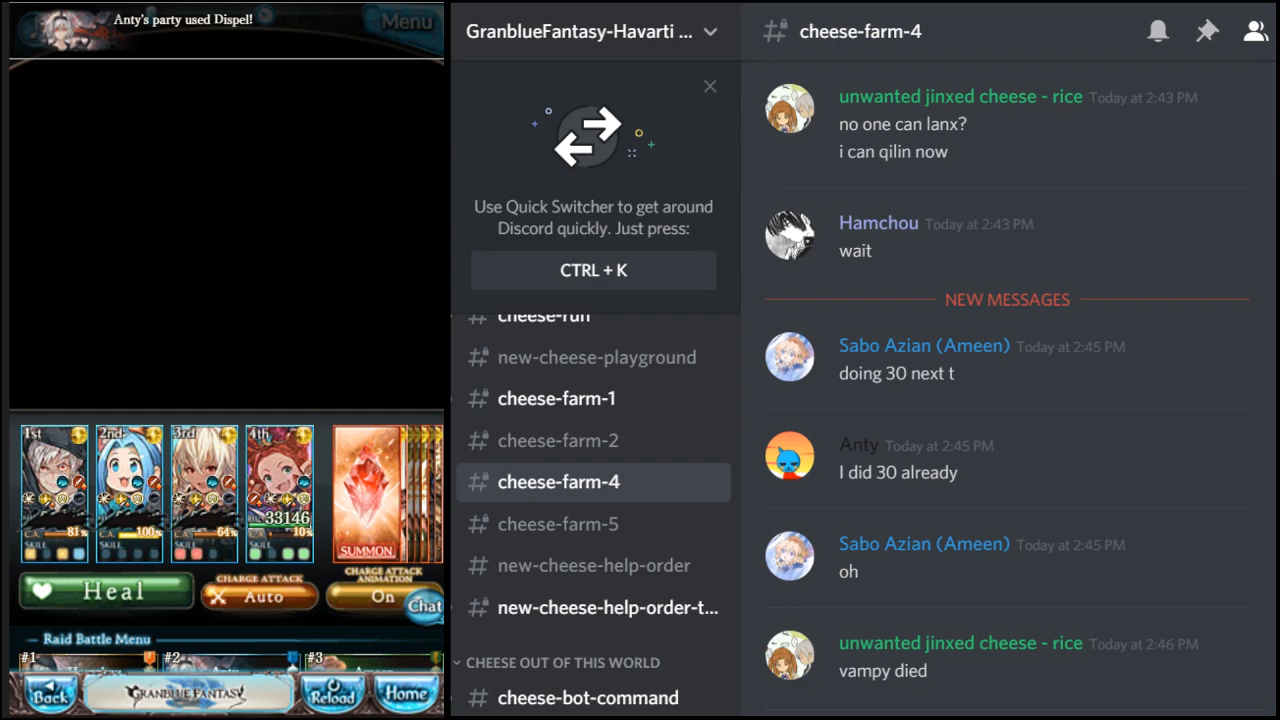 Anty's party used Dispel!
Menu
1st
2nd
3rd
4th
33146
C.A. 81%
C.A. 100%
C.A. 64%
C.A. 10%
SKILL
SKILL
SKILL
SKILL
SUMMON
Heal
CHARGE ATTACK
Auto
CHARGE ATTACK
ANIMATION
On
Chat
Raid Battle Menu
#1
#2
#3
Back
GRANBLUE FANTASY
Reload
Home
GranblueFantasy-Havarti ...
Use Quick Switcher to get around
Discord quickly. Just press:
CTRL + K
cheese-run
new-cheese-playground
cheese-farm-1
cheese-farm-2
cheese-farm-4
cheese-farm-5
new-cheese-help-order
new-cheese-help-order-t...
CHEESE OUT OF THIS WORLD
cheese-bot-command
cheese-farm-4
unwanted jinxed cheese - rice Today at 2:43 PM
no one can lanx?
i can qilin now
Hamchou Today at 2:43 PM
wait
NEW MESSAGES
Sabo Azian (Ameen) Today at 2:45 PM
doing 30 next t
Anty Today at 2:45 PM
I did 30 already
Sabo Azian (Ameen) Today at 2:45 PM
oh
unwanted jinxed cheese - rice Today at 2:46 PM
vampy died